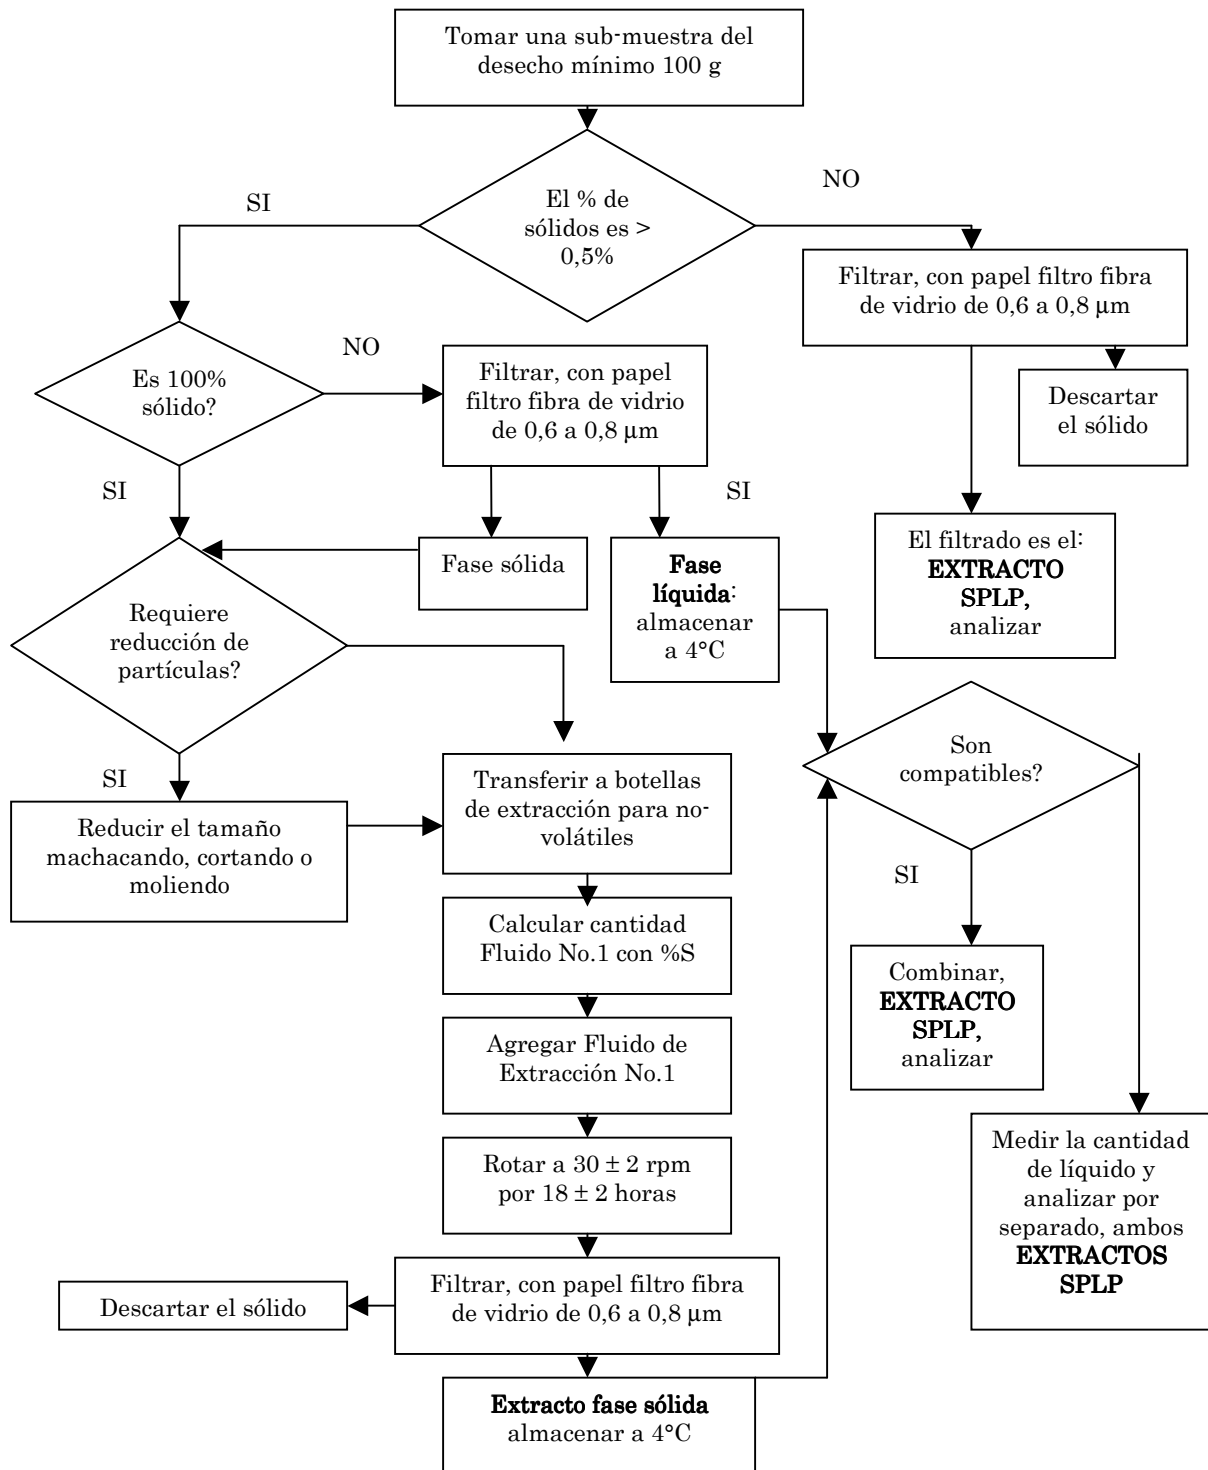 Tomar una sub-muestra del
desecho mínimo 100 g
El % de
sólidos es >
0,5%
SI
NO
Filtrar, con papel filtro fibra
de vidrio de 0,6 a 0,8 µm
Descartar
el sólido
El filtrado es el:
EXTRACTO
SPLP,
analizar
Es 100%
sólido?
NO
Filtrar, con papel
filtro fibra de vidrio
de 0,6 a 0,8 µm
SI
SI
Fase sólida
Fase
líquida:
almacenar
a 4°C
Requiere
reducción de
partículas?
SI
Reducir el tamaño
machacando, cortando o
moliendo
Transferir a botellas
de extracción para no-
volátiles
Calcular cantidad
Fluido No.1 con %S
Agregar Fluido de
Extracción No.1
Rotar a 30 ± 2 rpm
por 18 ± 2 horas
Filtrar, con papel filtro fibra
de vidrio de 0,6 a 0,8 µm
Descartar el sólido
Extracto fase sólida
almacenar a 4°C
Son
compatibles?
SI
Combinar,
EXTRACTO
SPLP,
analizar
Medir la cantidad
de líquido y
analizar por
separado, ambos
EXTRACTOS
SPLP